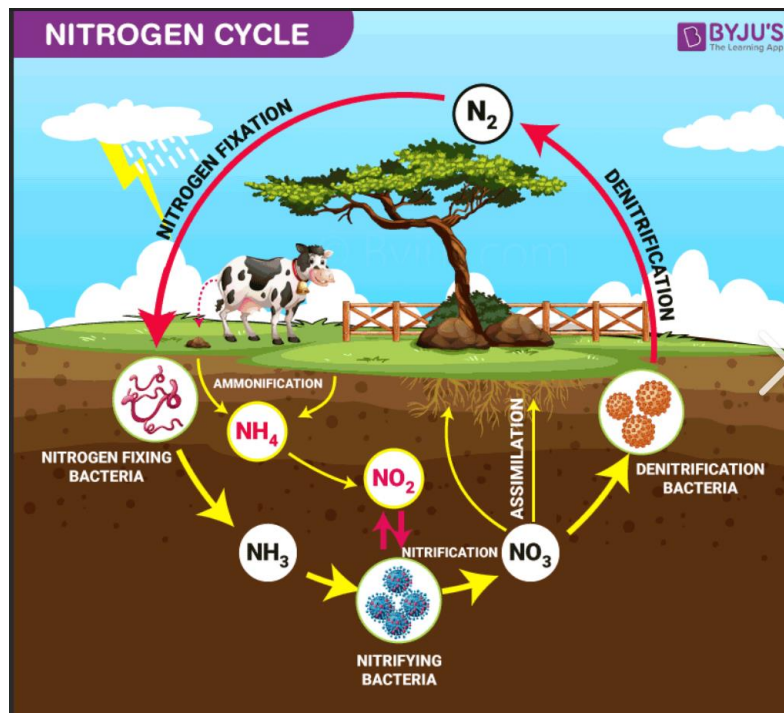 NITROGEN CYCLE
BYJU'S
The Learning App
N₂
NITROGEN FIXATION
DENITRIFICATION
AMMONIFICATION
NH₄
NITROGEN FIXING
BACTERIA
NO₂
ASSIMILATION
DENITRIFICATION
BACTERIA
NH₃
NITRIFICATION
NO₃
NITRIFYING
BACTERIA